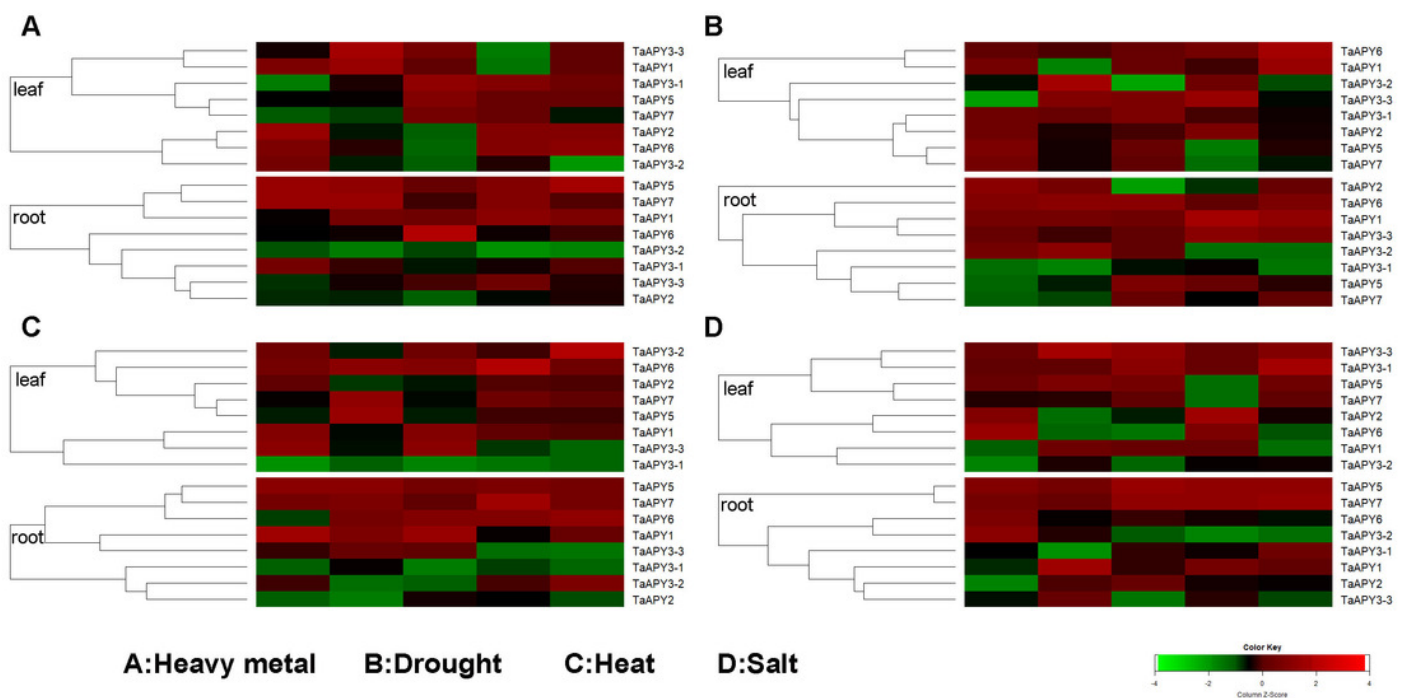 A
leaf
TaAPY3-3
TaAPY1
TaAPY3-1
TaAPY5
TaAPY7
TaAPY2
TaAPY6
TaAPY3-2
root
TaAPY5
TaAPY7
TaAPY1
TaAPY6
TaAPY3-2
TaAPY3-1
TaAPY3-3
TaAPY2
B
leaf
TaAPY6
TaAPY1
TaAPY3-2
TaAPY3-3
TaAPY3-1
TaAPY2
TaAPY5
TaAPY7
root
TaAPY2
TaAPY6
TaAPY1
TaAPY3-3
TaAPY3-2
TaAPY3-1
TaAPY5
TaAPY7
C
leaf
TaAPY3-2
TaAPY6
TaAPY2
TaAPY7
TaAPY5
TaAPY1
TaAPY3-3
TaAPY3-1
root
TaAPY5
TaAPY7
TaAPY6
TaAPY1
TaAPY3-3
TaAPY3-1
TaAPY3-2
TaAPY2
D
leaf
TaAPY3-3
TaAPY3-1
TaAPY5
TaAPY7
TaAPY2
TaAPY6
TaAPY1
TaAPY3-2
root
TaAPY5
TaAPY7
TaAPY6
TaAPY3-2
TaAPY3-1
TaAPY1
TaAPY2
TaAPY3-3
A:Heavy metal B:Drought C:Heat D:Salt
Color Key
-4 -2 0 2 4
Column Z-Score